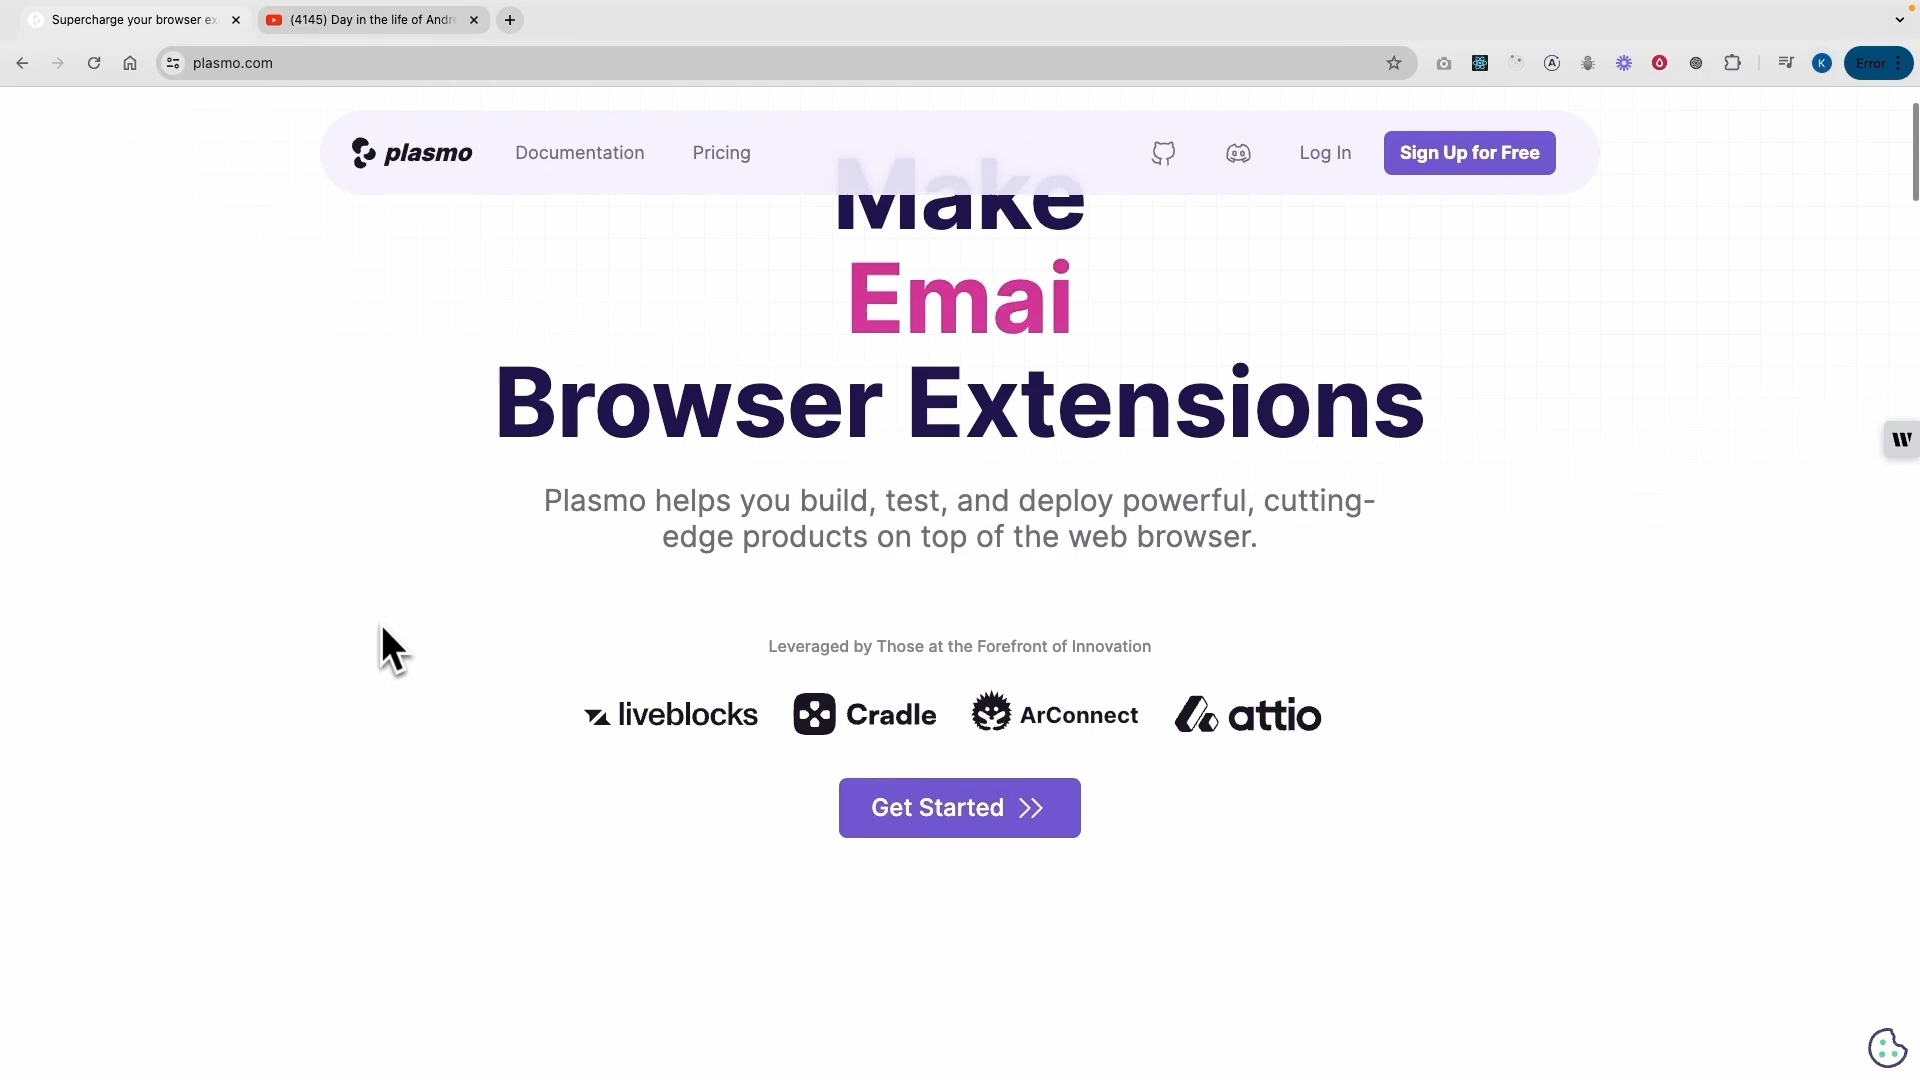 Supercharge your browser ex
(4145) Day in the life of Andr
plasmo.com
K
Error
plasmo
Documentation
Pricing
Log In
Sign Up for Free
Make
Emai
Browser Extensions
Plasmo helps you build, test, and deploy powerful, cutting-
edge products on top of the web browser.
Leveraged by Those at the Forefront of Innovation
liveblocks
Cradle
ArConnect
attio
Get Started